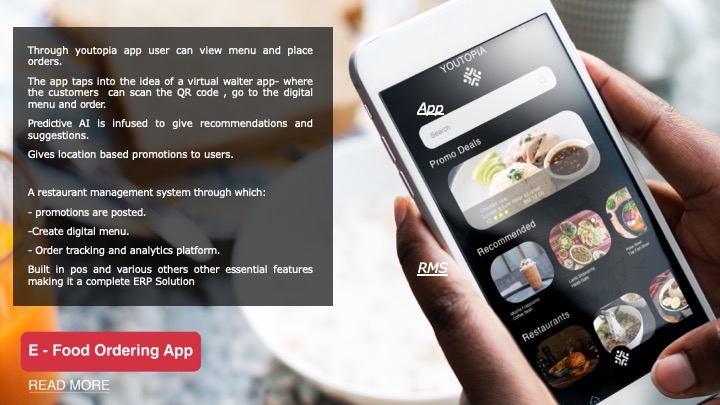 Through youtopia app user can view menu and place
orders.
The app taps into the idea of a virtual waiter app- where
the customers can scan the QR code , go to the digital
menu and order.
Predictive AI is infused to give recommendations and
suggestions.
Gives location based promotions to users.
A restaurant management system through which:
- promotions are posted.
-Create digital menu.
- Order tracking and analytics platform.
Built in pos and various others other essential features
making it a complete ERP Solution
E - Food Ordering App
READ MORE
App
RMS
YOUTOPIA
Search
Promo Deals
Recommended
Restaurants